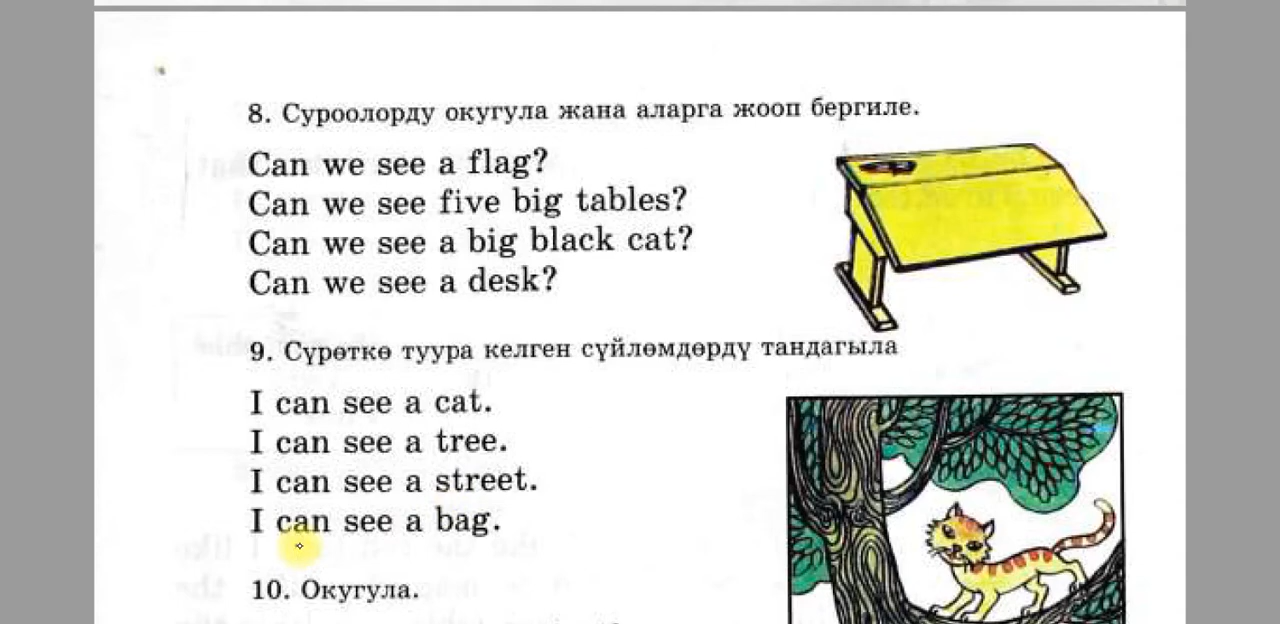 8. Суроолорду окугула жана аларга жооп бергиле.
Can we see a flag?
Can we see five big tables?
Can we see a big black cat?
Can we see a desk?
9. Сүрөткө туура келген сүйлөмдөрдү тандагыла
I can see a cat.
I can see a tree.
I can see a street.
I can see a bag.
10. Окугула.